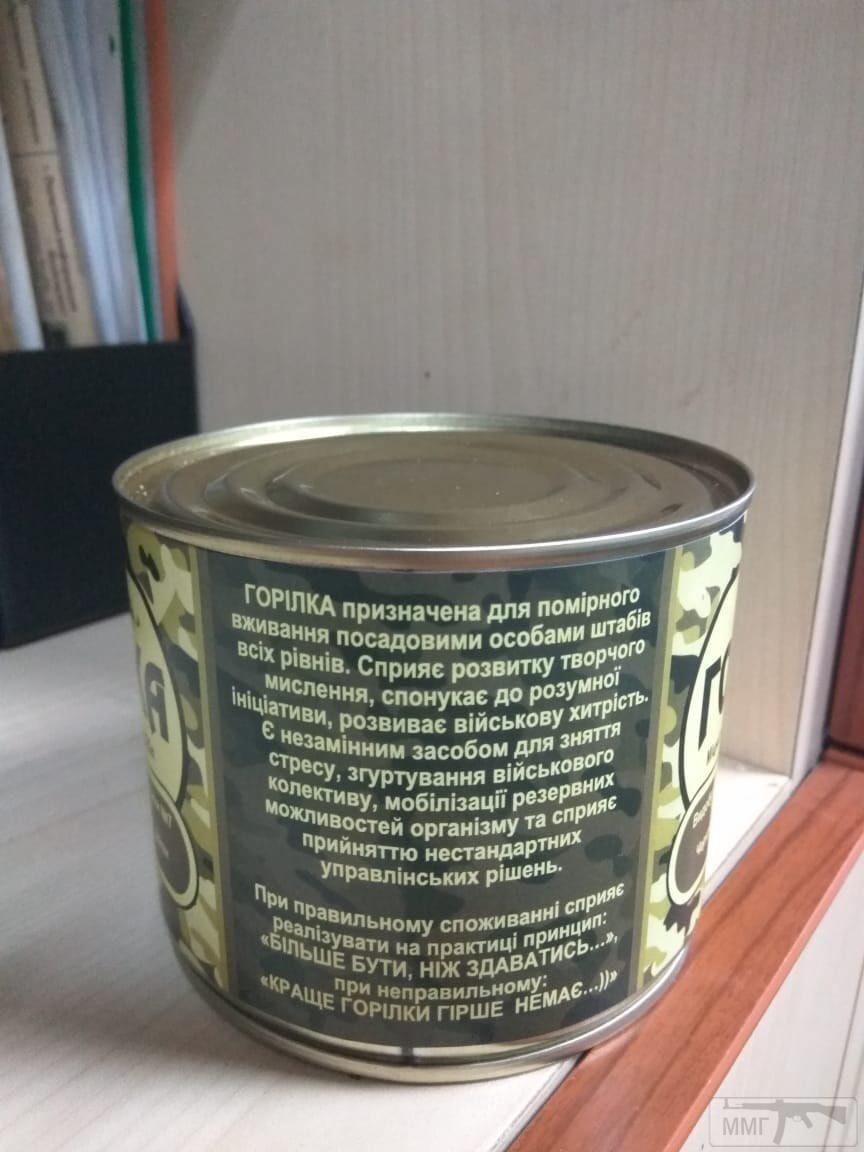 ГОРІЛКА призначена для помірного
вживання посадовими особами штабів
всіх рівнів. Сприяє розвитку творчого
мислення, спонукає до розумної
ініціативи, розвиває військову хитрість.
Є незамінним засобом для зняття
стресу, згуртування військового
колективу, мобілізації резервних
можливостей організму та сприяє
прийняттю нестандартних
управлінських рішень.
При правильному споживанні сприяє
реалізувати на практиці принцип:
«БІЛЬШЕ БУТИ, НІЖ ЗДАВАТИСЬ...»,
при неправильному:
«КРАЩЕ ГОРІЛКИ ГІРШЕ НЕМАЄ...))»
ММГ